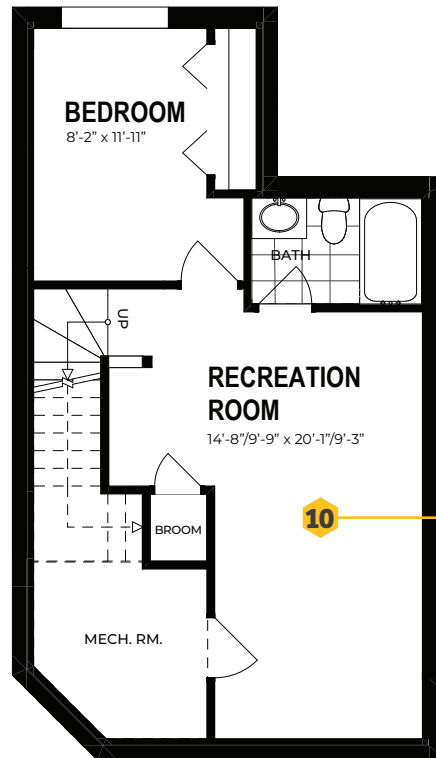 BEDROOM
8'-2" x 11'-11"
BATH
UP
RECREATION
ROOM
14'-8"/9'-9" x 20'-1"/9'-3"
10
BROOM
MECH. RM.